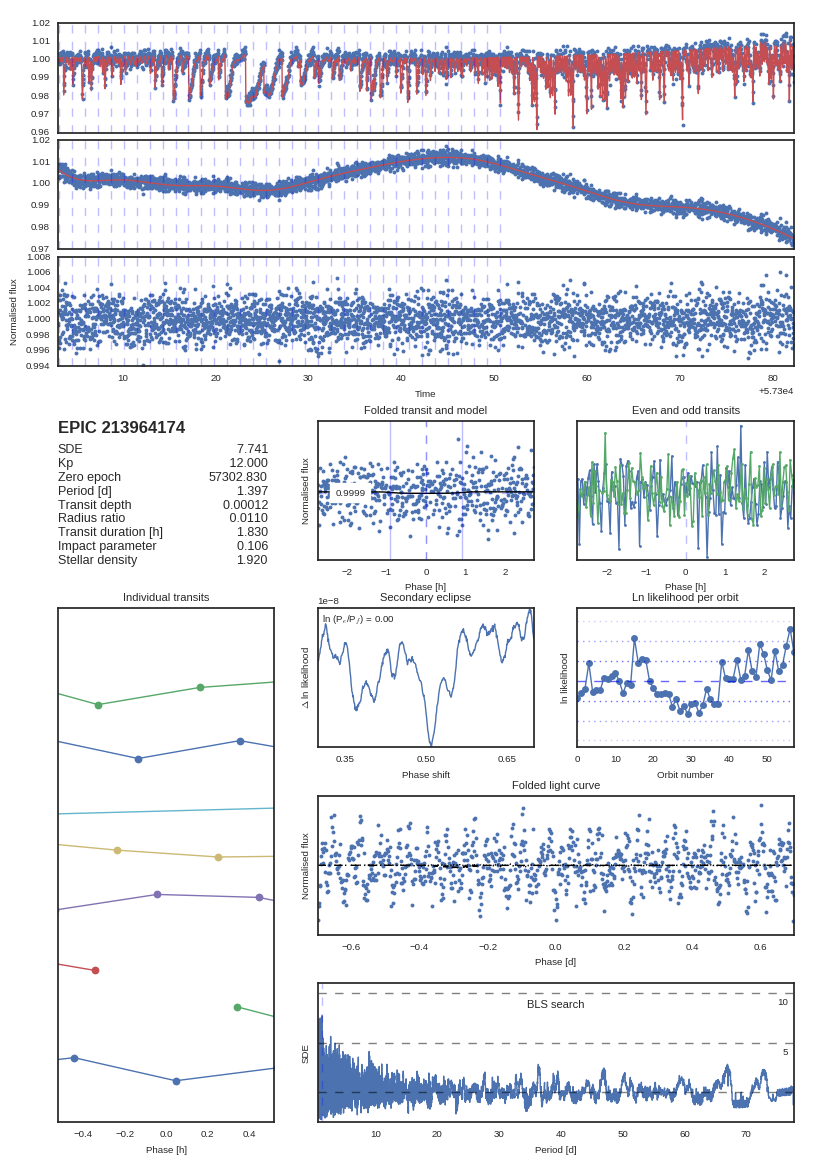 1.02
1.01
1.00
0.99
0.98
0.97
0.96
1.02
1.01
1.00
0.99
0.98
0.97
1.008
1.006
1.004
1.002
1.000
0.998
0.996
0.994
Normalised flux
10 20 30 40 50 60 70 80
Time
+5.73e4
EPIC 213964174
SDE 7.741
Kp 12.000
Zero epoch 57302.830
Period [d] 1.397
Transit depth 0.00012
Radius ratio 0.0110
Transit duration [h] 1.830
Impact parameter 0.106
Stellar density 1.920
Folded transit and model
Normalised flux
0.9999
−2 −1 0 1 2
Phase [h]
Even and odd transits
−2 −1 0 1 2
Phase [h]
Individual transits
−0.4 −0.2 0.0 0.2 0.4
Phase [h]
Secondary eclipse
1e−8
Δ ln likelihood
0.35 0.50 0.65
Phase shift
Ln likelihood per orbit
ln likelihood
0 10 20 30 40 50
Orbit number
Folded light curve
Normalised flux
−0.6 −0.4 −0.2 0.0 0.2 0.4 0.6
Phase [d]
BLS search
SDE
10
5
10 20 30 40 50 60 70
Period [d]